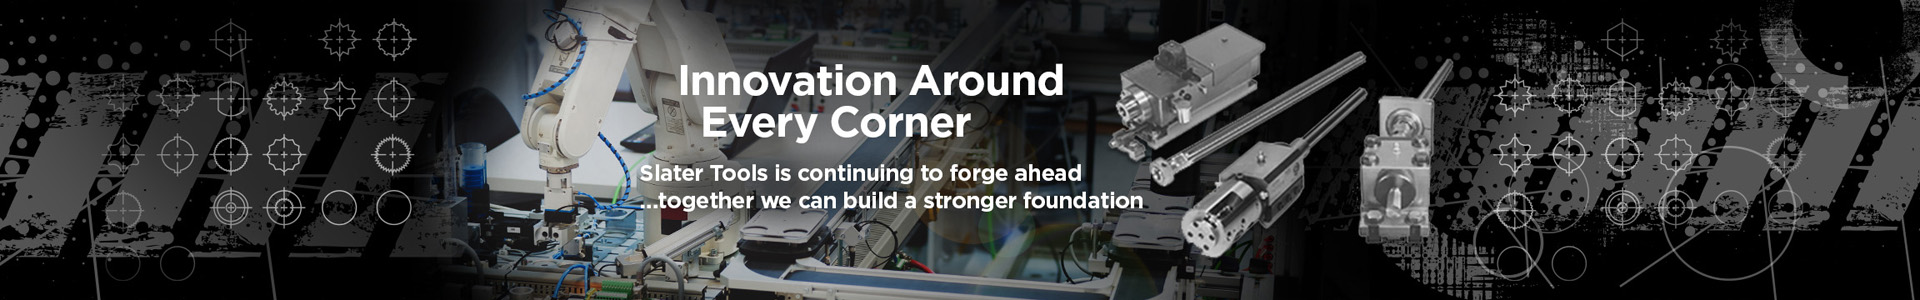 Innovation Around
Every Corner
Slater Tools is continuing to forge ahead
...together we can build a stronger foundation